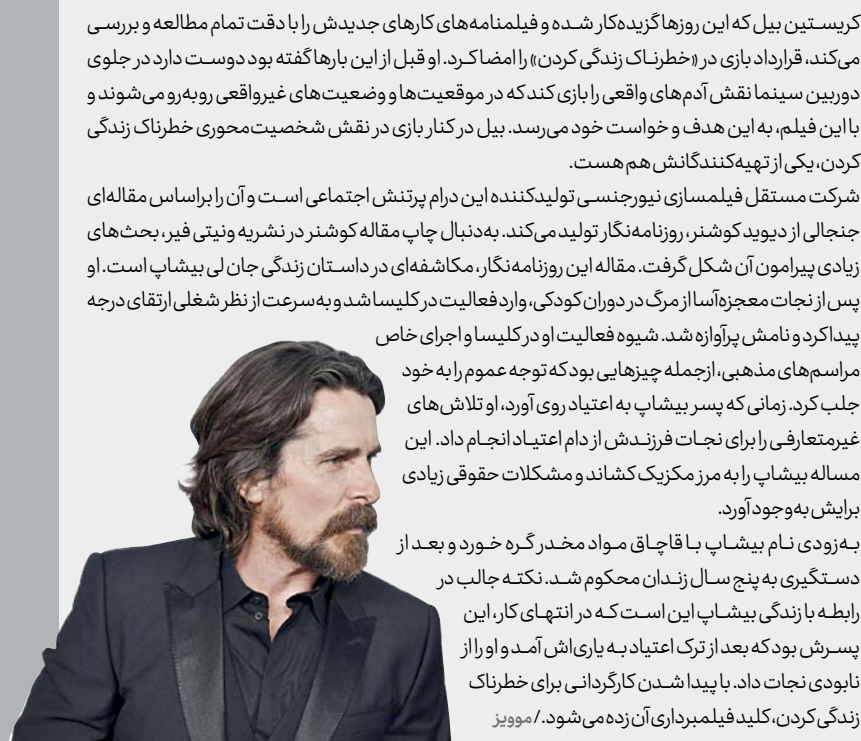 کریستین بیل که این روزها گزیده‌کار شده و فیلمنامه‌های کارهای جدیدش را با دقت تمام مطالعه و بررسی
می‌کند، قرارداد بازی در «خطرناک زندگی کردن» را امضا کرد. او قبل از این بارها گفته بود دوست دارد در جلوی
دوربین سینما نقش آدم‌های واقعی را بازی کند که در موقعیت‌ها و وضعیت‌های غیرواقعی روبه‌رو می‌شوند و
با این فیلم، به این هدف و خواست خود می‌رسد. بیل در کنار بازی در نقش شخصیت‌محوری خطرناک زندگی
کردن، یکی از تهیه‌کنندگانش هم هست.
شرکت مستقل فیلمسازی نیورجنسی تولیدکننده این درام پرتنش اجتماعی است و آن را براساس مقاله‌ای
جنجالی از دیوید کوشنر، روزنامه‌نگار تولید می‌کند. به‌دنبال چاپ مقاله کوشنر در نشریه ونیتی فیر، بحث‌های
زیادی پیرامون آن شکل گرفت. مقاله این روزنامه‌نگار، مکاشفه‌ای در داستان زندگی جان لی بیشاپ است. او
پس از نجات معجزه‌آسا از مرگ در دوران کودکی، وارد فعالیت در کلیسا شد و به‌سرعت از نظر شغلی ارتقای درجه
پیدا کرد و نامش پرآوازه شد. شیوه فعالیت او در کلیسا و اجرای خاص
مراسم‌های مذهبی، ازجمله چیزهایی بود که توجه عموم را به خود
جلب کرد. زمانی که پسر بیشاپ به اعتیاد روی آورد، او تلاش‌های
غیرمتعارفی را برای نجات فرزندش از دام اعتیاد انجام داد. این
مساله بیشاپ را به مرز مکزیک کشاند و مشکلات حقوقی زیادی
برایش به‌وجود آورد.
به‌زودی نام بیشاپ با قاچاق مواد مخدر گره خورد و بعد از
دستگیری به پنج سال زندان محکوم شد. نکته جالب در
رابطه با زندگی بیشاپ این است که در انتهای کار، این
پسرش بود که بعد از ترک اعتیاد به یاری‌اش آمد و او را از
نابودی نجات داد. با پیدا شدن کارگردانی برای خطرناک
زندگی کردن، کلید فیلمبرداری آن زده می‌شود./موویز